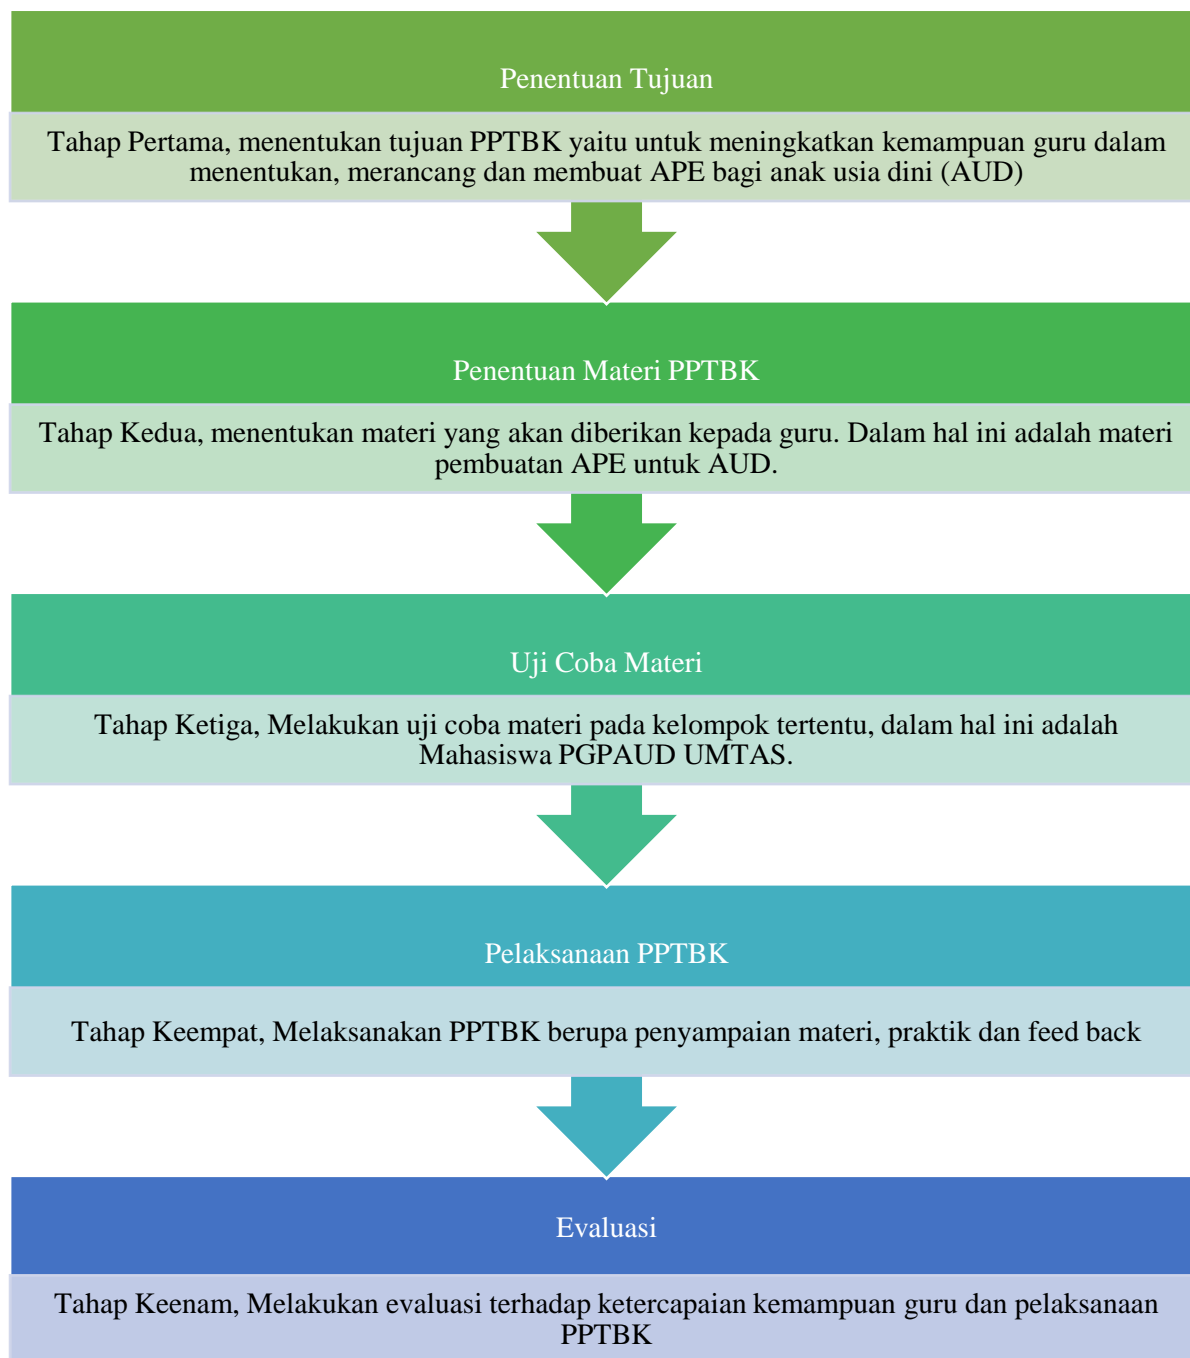 Penentuan Tujuan
Tahap Pertama, menentukan tujuan PPTBK yaitu untuk meningkatkan kemampuan guru dalam
menentukan, merancang dan membuat APE bagi anak usia dini (AUD)
Penentuan Materi PPTBK
Tahap Kedua, menentukan materi yang akan diberikan kepada guru. Dalam hal ini adalah materi
pembuatan APE untuk AUD.
Uji Coba Materi
Tahap Ketiga, Melakukan uji coba materi pada kelompok tertentu, dalam hal ini adalah
Mahasiswa PGPAUD UMTAS.
Pelaksanaan PPTBK
Tahap Keempat, Melaksanakan PPTBK berupa penyampaian materi, praktik dan feed back
Evaluasi
Tahap Keenam, Melakukan evaluasi terhadap ketercapaian kemampuan guru dan pelaksanaan
PPTBK